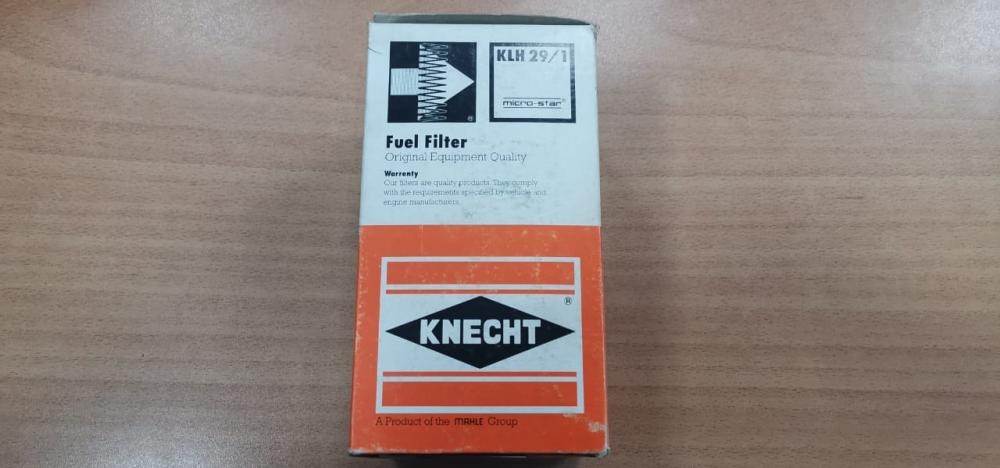 KLH 29/1
micro-star®
Fuel Filter
Original Equipment Quality
Warrenty
Our filters are quality products. They comply
with the requirements specified by vehicle and
engine manufacturers.
®
KNECHT
A Product of the MAHLE Group